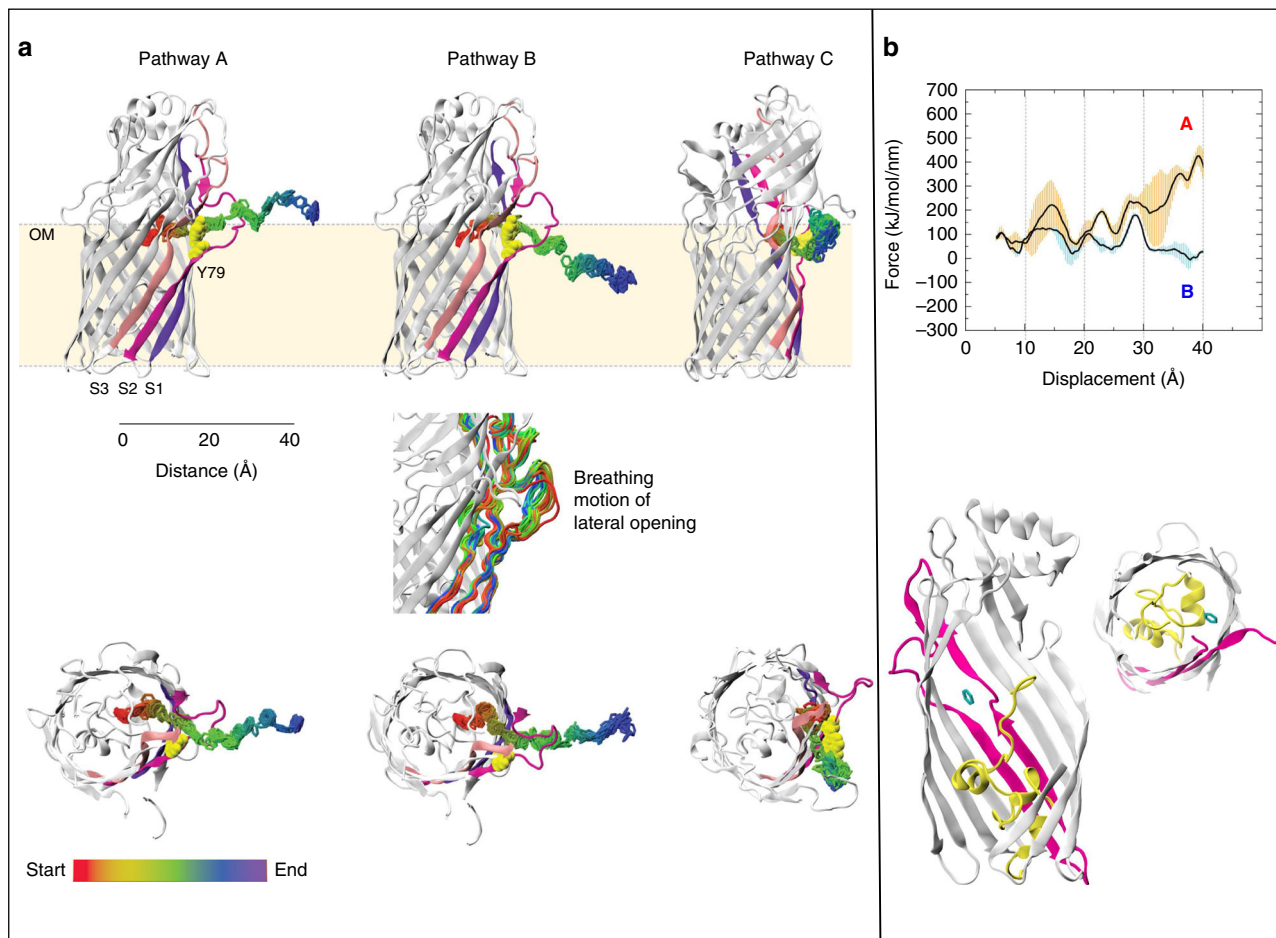 a
Pathway A
Pathway B
Pathway C
OM
Y79
S3 S2 S1
0 20 40
Distance (Å)
Breathing
motion of
lateral opening
Start
End
b
700
600
500
400
300
200
100
0
–100
–200
–300
Force (kJ/mol/nm)
A
B
0 10 20 30 40
Displacement (Å)